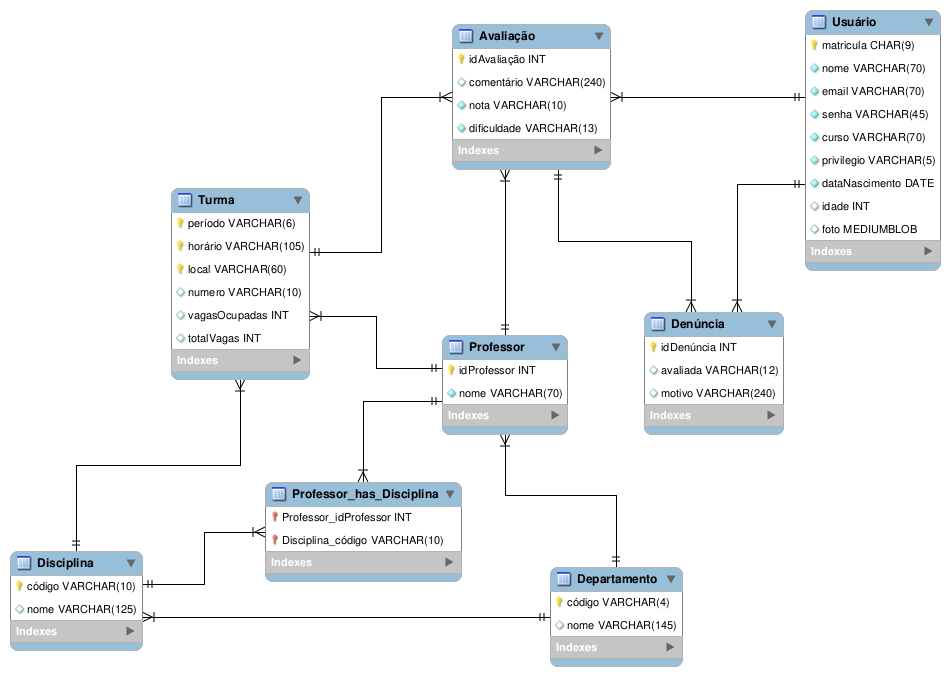 Avaliação
idAvaliação INT
comentário VARCHAR(240)
nota VARCHAR(10)
dificuldade VARCHAR(13)
Indexes
Usuário
matricula CHAR(9)
nome VARCHAR(70)
email VARCHAR(70)
senha VARCHAR(45)
curso VARCHAR(70)
privilegio VARCHAR(5)
dataNascimento DATE
idade INT
foto MEDIUMBLOB
Indexes
Turma
período VARCHAR(6)
horário VARCHAR(105)
local VARCHAR(60)
numero VARCHAR(10)
vagasOcupadas INT
totalVagas INT
Indexes
Professor
idProfessor INT
nome VARCHAR(70)
Indexes
Denúncia
idDenúncia INT
avaliada VARCHAR(12)
motivo VARCHAR(240)
Indexes
Professor_has_Disciplina
Professor_idProfessor INT
Disciplina_código VARCHAR(10)
Indexes
Disciplina
código VARCHAR(10)
nome VARCHAR(125)
Indexes
Departamento
código VARCHAR(4)
nome VARCHAR(145)
Indexes